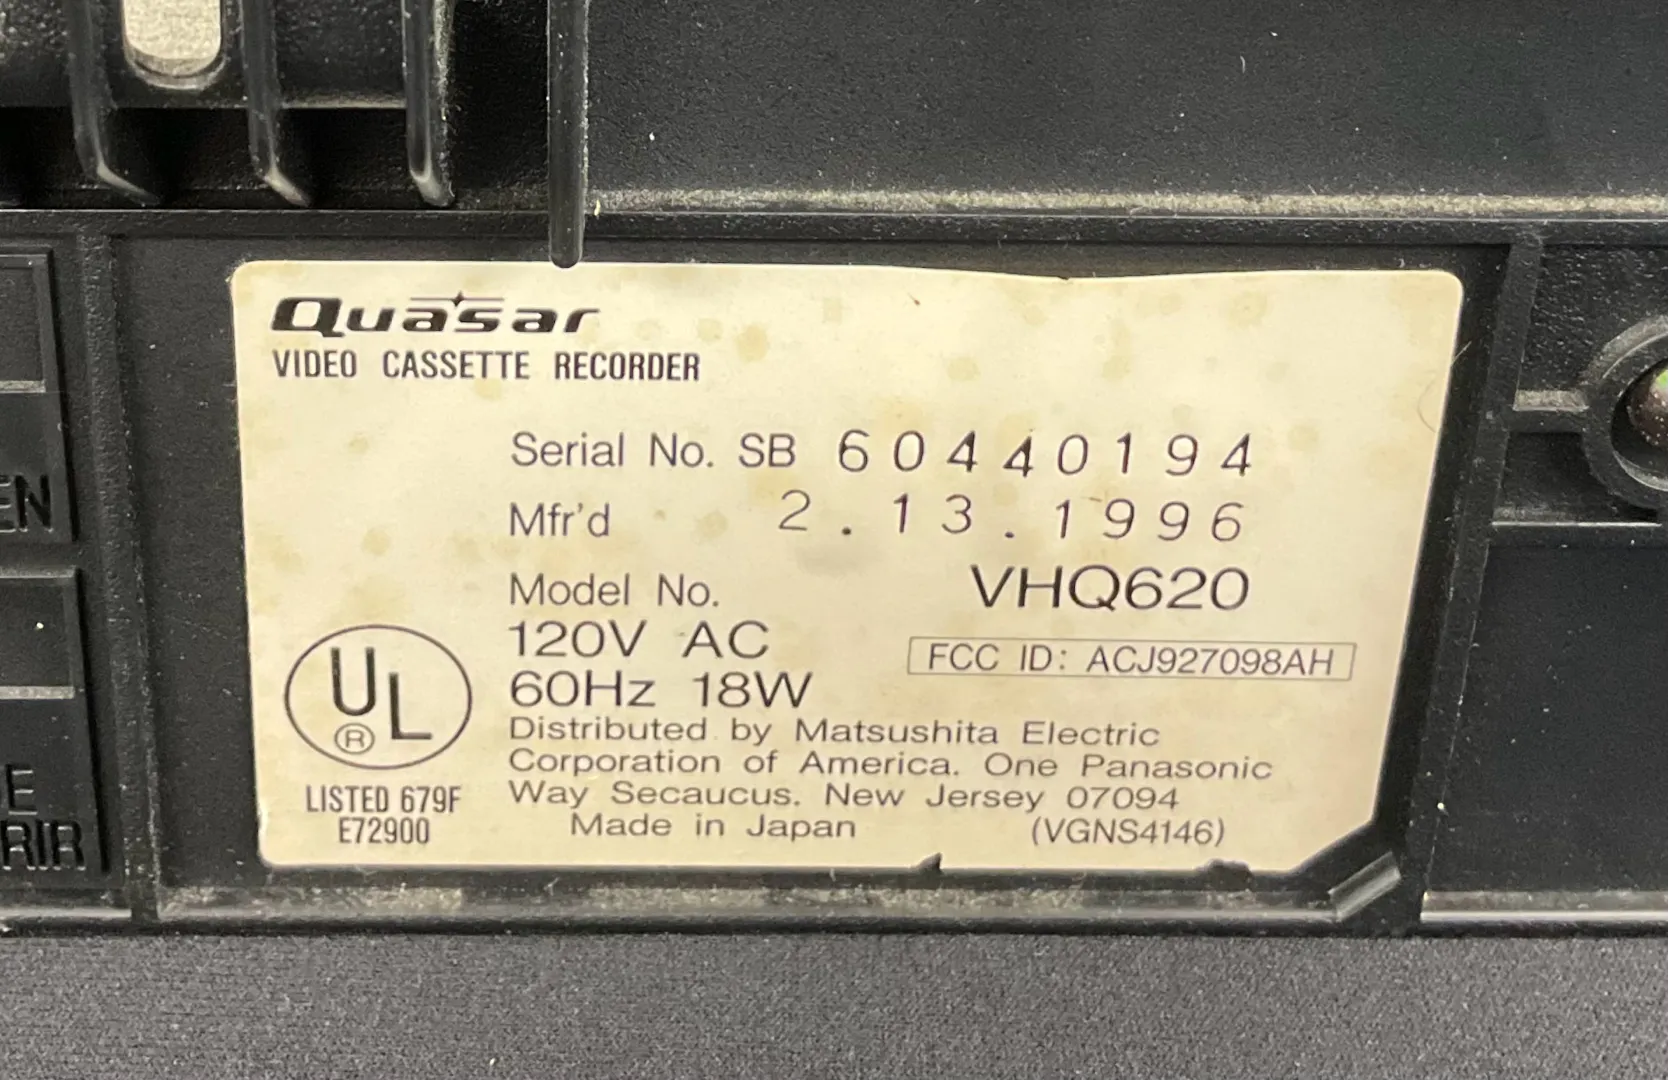 Quasar
VIDEO CASSETTE RECORDER
Serial No. SB 60440194
Mfr'd 2.13.1996
Model No. VHQ620
120V AC
60Hz 18W
FCC ID: ACJ927098AH
UL
®
LISTED 679F
E72900
Distributed by Matsushita Electric
Corporation of America. One Panasonic
Way Secaucus. New Jersey 07094
Made in Japan (VGNS4146)
EN
E
RIR